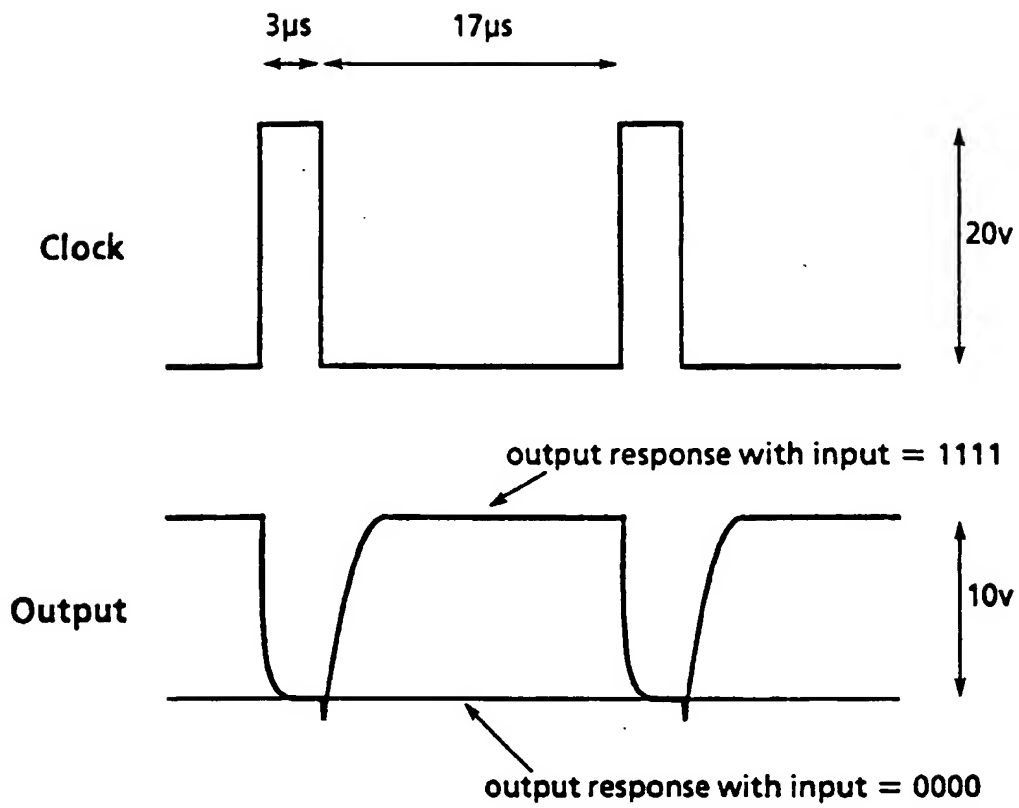 3µs
17µs
Clock
20v
output response with input = 1111
Output
10v
output response with input = 0000